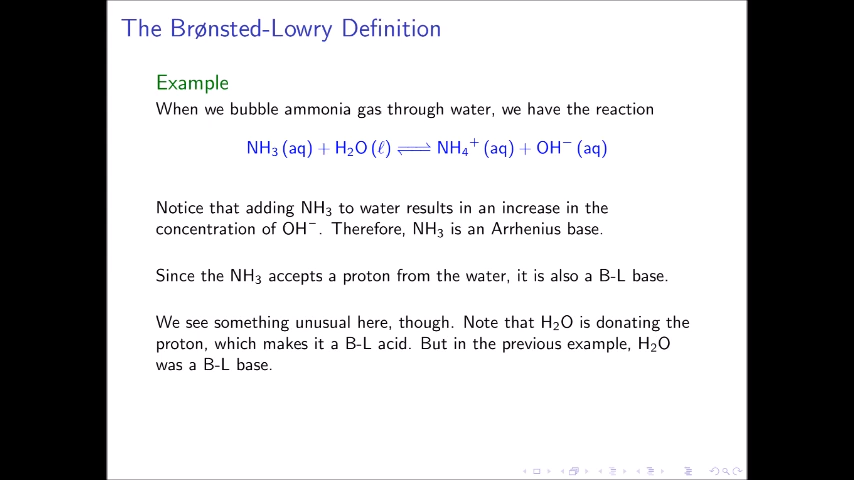 The Brønsted-Lowry Definition
Example
When we bubble ammonia gas through water, we have the reaction
NH₃ (aq) + H₂O (ℓ) ⇌ NH₄⁺ (aq) + OH⁻ (aq)
Notice that adding NH₃ to water results in an increase in the
concentration of OH⁻. Therefore, NH₃ is an Arrhenius base.
Since the NH₃ accepts a proton from the water, it is also a B-L base.
We see something unusual here, though. Note that H₂O is donating the
proton, which makes it a B-L acid. But in the previous example, H₂O
was a B-L base.